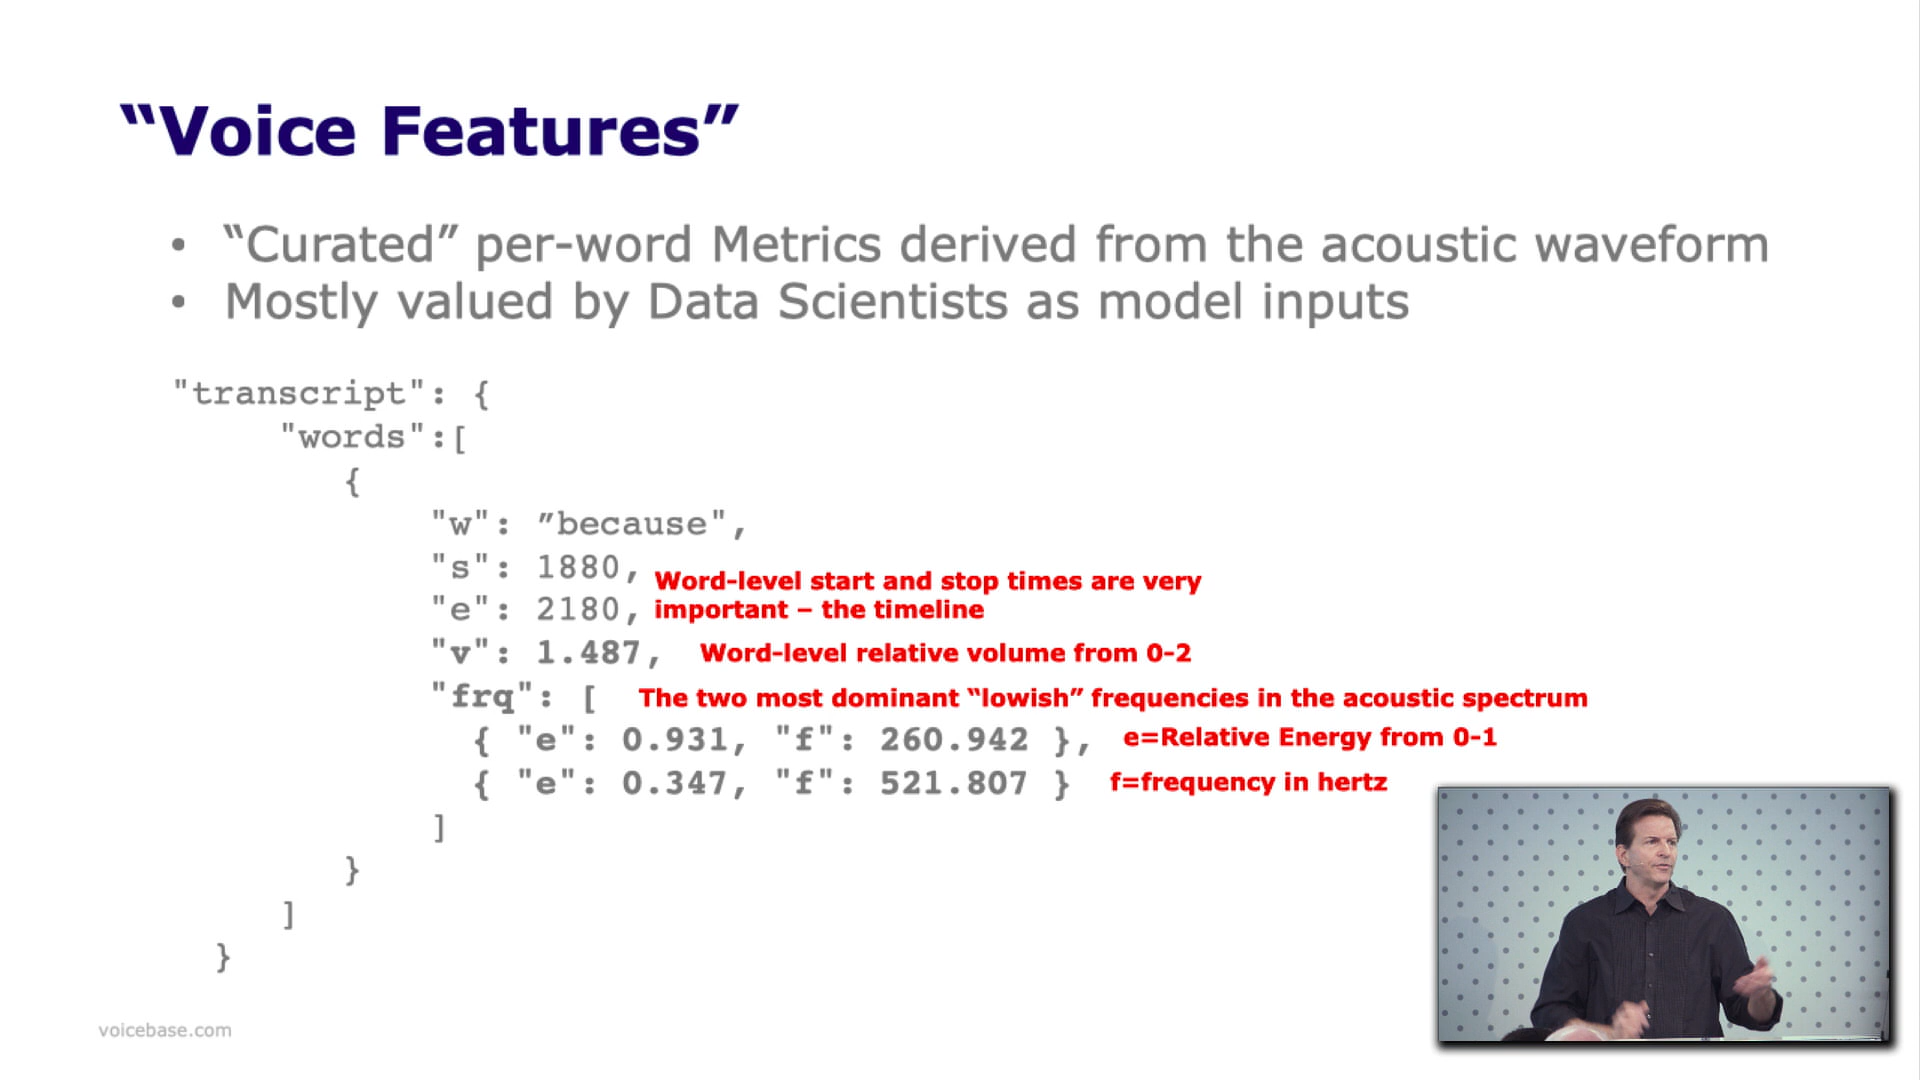 “Voice Features”
• “Curated” per-word Metrics derived from the acoustic waveform
• Mostly valued by Data Scientists as model inputs
"transcript": {
"words":[
{
"w": ”because",
"s": 1880,
"e": 2180,
Word-level start and stop times are very
important – the timeline
"v": 1.487, Word-level relative volume from 0-2
"frq": [ The two most dominant “lowish” frequencies in the acoustic spectrum
{ "e": 0.931, "f": 260.942 }, e=Relative Energy from 0-1
{ "e": 0.347, "f": 521.807 } f=frequency in hertz
]
}
]
}
voicebase.com